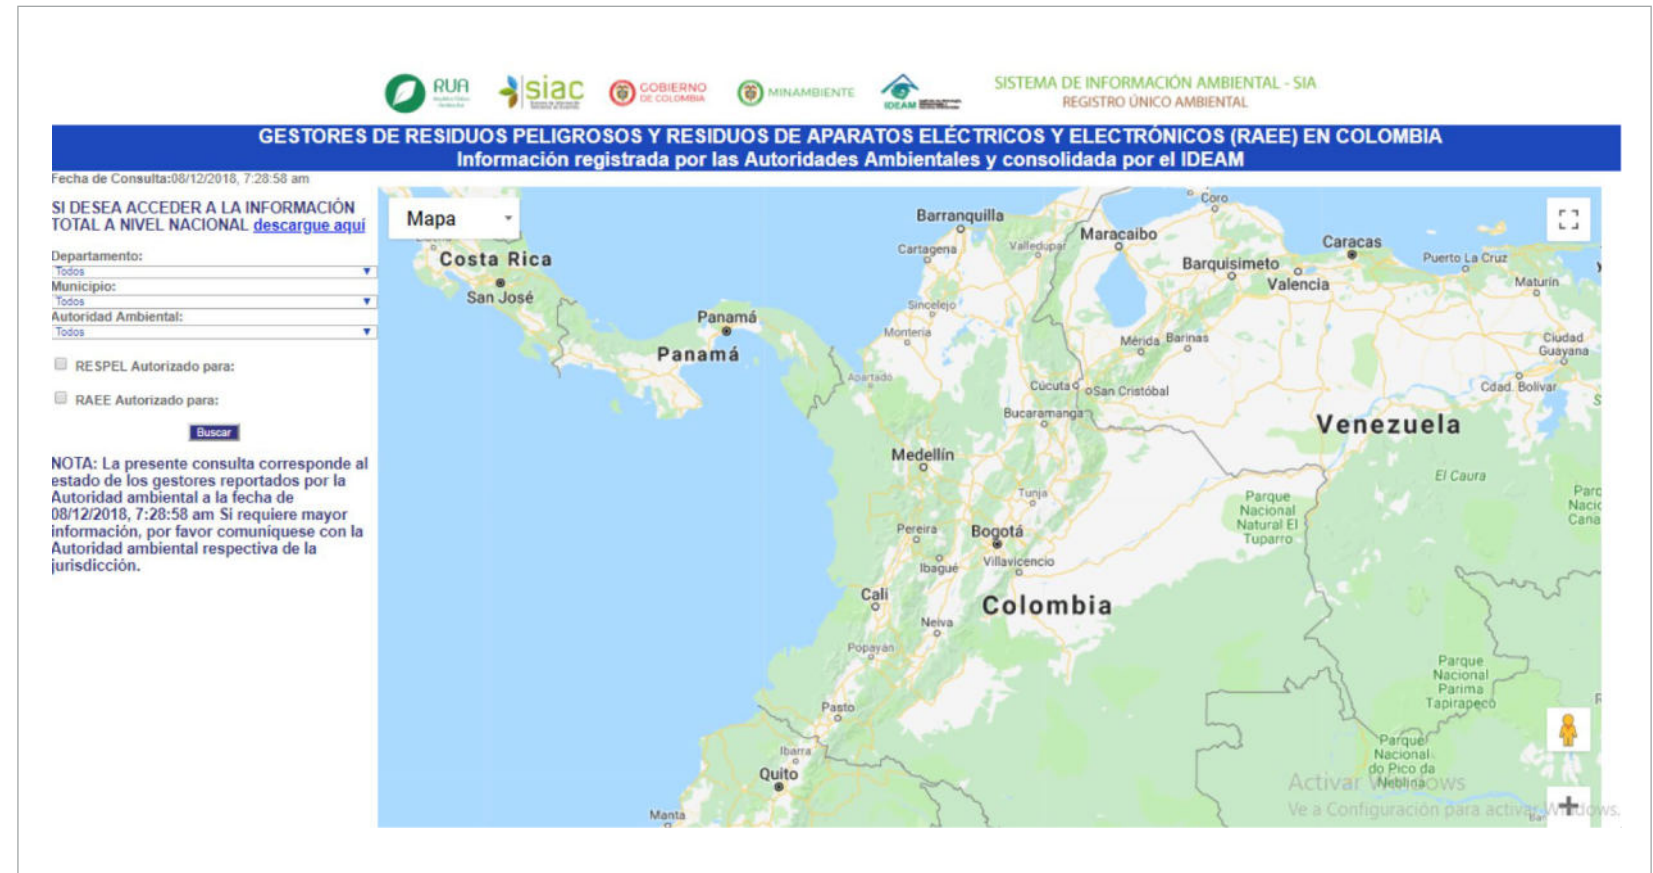 RUA
siac
GOBIERNO
DE COLOMBIA
MINAMBIENTE
IDEAM
SISTEMA DE INFORMACIÓN AMBIENTAL - SIA
REGISTRO ÚNICO AMBIENTAL
GESTORES DE RESIDUOS PELIGROSOS Y RESIDUOS DE APARATOS ELÉCTRICOS Y ELECTRÓNICOS (RAEE) EN COLOMBIA
Información registrada por las Autoridades Ambientales y consolidada por el IDEAM
Fecha de Consulta:08/12/2018, 7:28:58 am
SI DESEA ACCEDER A LA INFORMACIÓN
TOTAL A NIVEL NACIONAL descargue aquí
Departamento:
Todos
Municipio:
Todos
Autoridad Ambiental:
Todos
RESPEL Autorizado para:
RAEE Autorizado para:
Buscar
NOTA: La presente consulta corresponde al
estado de los gestores reportados por la
Autoridad ambiental a la fecha de
08/12/2018, 7:28:58 am Si requiere mayor
información, por favor comuníquese con la
Autoridad ambiental respectiva de la
jurisdicción.
Mapa
Costa Rica
San José
Panamá
Panamá
Barranquilla
Cartagena
Valledupar
Maracaibo
Coro
Barquisimeto
Valencia
Caracas
Puerto La Cruz
Maturín
Sincelejo
Montería
Mérida
Barinas
Ciudad
Guayana
Apartadó
Cúcuta
San Cristóbal
Cdad. Bolívar
Bucaramanga
Venezuela
Medellín
El Caura
Tunja
Parque
Nacional
Natural El
Tuparro
Parc
Nacio
Cana
Pereira
Bogotá
Ibagué
Villavicencio
Cali
Colombia
Neiva
Popayán
Parque
Nacional
Parima
Tapirapecó
Pasto
Ibarra
Quito
Manta
Parque
Nacional
do Pico da
Neblina
Activar Windows
Ve a Configuración para activar Windows.